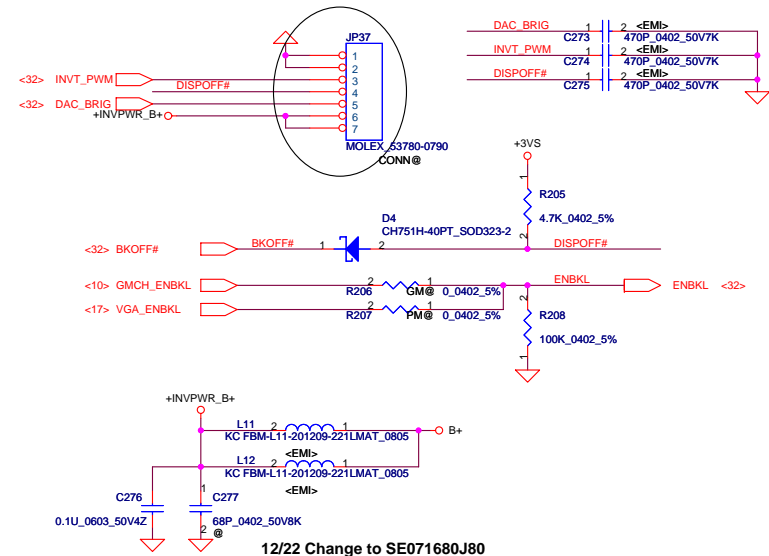 JP37
1
2
3
4
5
6
7
<32> INVT_PWM
DISPOFF#
<32> DAC_BRIG
+INVPWR_B+
MOLEX_53780-0790
CONN@
DAC_BRIG 1 2 <EMI>
C273 470P_0402_50V7K
INVT_PWM 1 2 <EMI>
C274 470P_0402_50V7K
DISPOFF# 1 2 <EMI>
C275 470P_0402_50V7K
+3VS
1
R205
4.7K_0402_5%
2
D4
CH751H-40PT_SOD323-2
<32> BKOFF# BKOFF# 1 2 DISPOFF#
<10> GMCH_ENBKL 2 1 ENBKL ENBKL <32>
R206 GM@ 0_0402_5%
<17> VGA_ENBKL 2 1
R207 PM@ 0_0402_5%
2
R208
100K_0402_5%
1
+INVPWR_B+
L11 2 1 B+
KC FBM-L11-201209-221LMAT_0805
<EMI>
L12 2 1
KC FBM-L11-201209-221LMAT_0805
<EMI>
C276
0.1U_0603_50V4Z
1
C277
68P_0402_50V8K
2
@
12/22 Change to SE071680J80